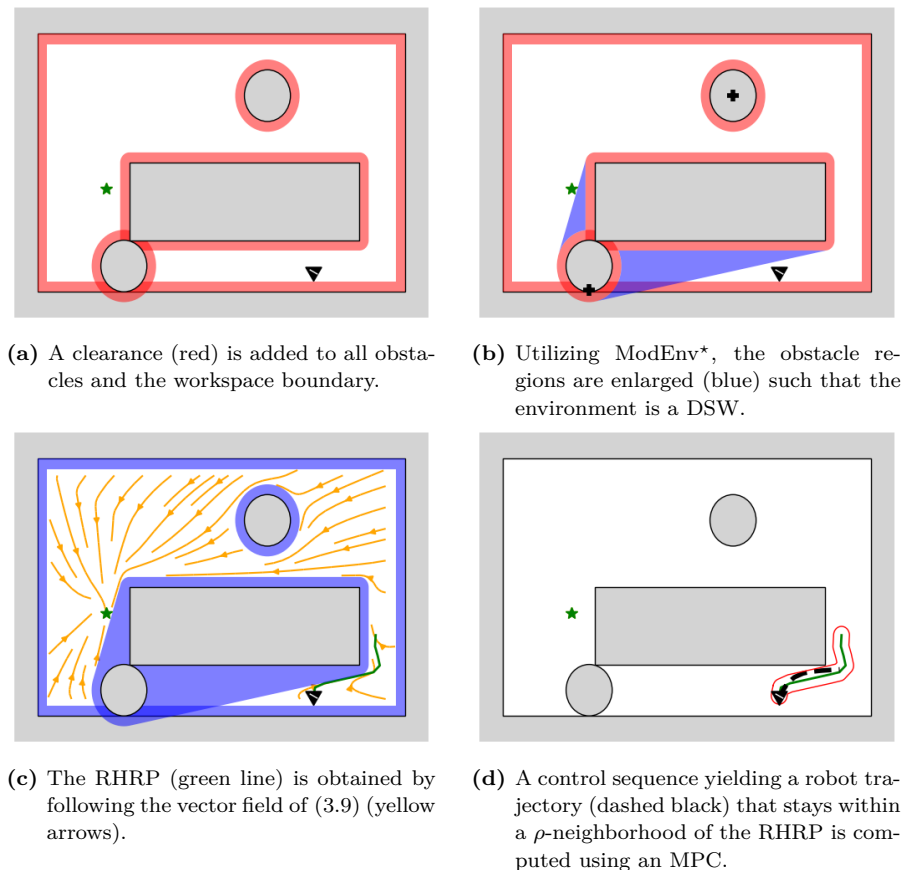 (a) A clearance (red) is added to all obsta-
cles and the workspace boundary.
(b) Utilizing ModEnv⋆, the obstacle re-
gions are enlarged (blue) such that the
environment is a DSW.
(c) The RHRP (green line) is obtained by
following the vector field of (3.9) (yellow
arrows).
(d) A control sequence yielding a robot tra-
jectory (dashed black) that stays within
a ρ-neighborhood of the RHRP is com-
puted using an MPC.